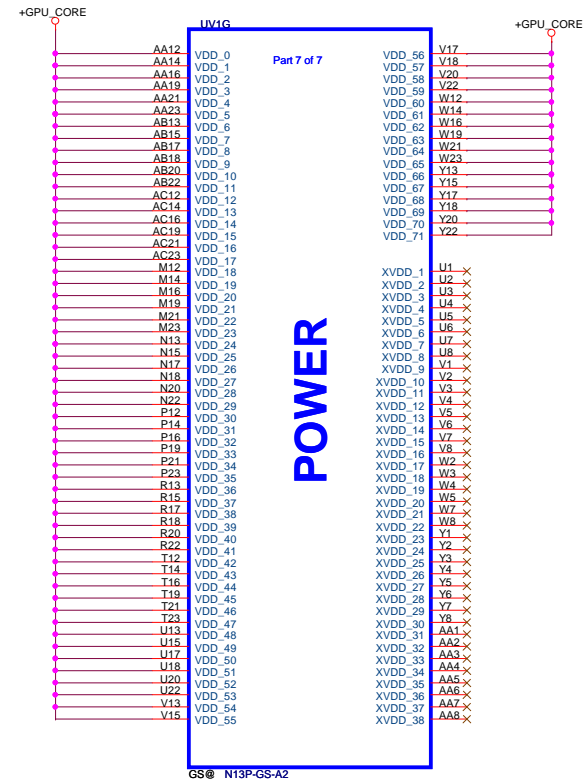 +GPU_CORE
UV1G
+GPU_CORE
Part 7 of 7
AA12 VDD_0 VDD_56 V17
AA14 VDD_1 VDD_57 V18
AA16 VDD_2 VDD_58 V20
AA19 VDD_3 VDD_59 V22
AA21 VDD_4 VDD_60 W12
AA23 VDD_5 VDD_61 W14
AB13 VDD_6 VDD_62 W16
AB15 VDD_7 VDD_63 W19
AB17 VDD_8 VDD_64 W21
AB18 VDD_9 VDD_65 W23
AB20 VDD_10 VDD_66 Y13
AB22 VDD_11 VDD_67 Y15
AC12 VDD_12 VDD_68 Y17
AC14 VDD_13 VDD_69 Y18
AC16 VDD_14 VDD_70 Y20
AC19 VDD_15 VDD_71 Y22
AC21 VDD_16
AC23 VDD_17
M12 VDD_18 XVDD_1 U1
M14 VDD_19 XVDD_2 U2
M16 VDD_20 XVDD_3 U3
M19 VDD_21 XVDD_4 U4
M21 VDD_22 XVDD_5 U5
M23 VDD_23 XVDD_6 U6
N13 VDD_24 XVDD_7 U7
N15 VDD_25 XVDD_8 U8
N17 VDD_26 XVDD_9 V1
N18 VDD_27 XVDD_10 V2
N20 VDD_28 XVDD_11 V3
N22 VDD_29 XVDD_12 V4
P12 VDD_30 XVDD_13 V5
P14 VDD_31 XVDD_14 V6
P16 VDD_32 XVDD_15 V7
P19 VDD_33 XVDD_16 V8
P21 VDD_34 XVDD_17 W2
P23 VDD_35 XVDD_18 W3
R13 VDD_36 XVDD_19 W4
R15 VDD_37 XVDD_20 W5
R17 VDD_38 XVDD_21 W7
R18 VDD_39 XVDD_22 W8
R20 VDD_40 XVDD_23 Y1
R22 VDD_41 XVDD_24 Y2
T12 VDD_42 XVDD_25 Y3
T14 VDD_43 XVDD_26 Y4
T16 VDD_44 XVDD_27 Y5
T19 VDD_45 XVDD_28 Y6
T21 VDD_46 XVDD_29 Y7
T23 VDD_47 XVDD_30 Y8
U13 VDD_48 XVDD_31 AA1
U15 VDD_49 XVDD_32 AA2
U17 VDD_50 XVDD_33 AA3
U18 VDD_51 XVDD_34 AA4
U20 VDD_52 XVDD_35 AA5
U22 VDD_53 XVDD_36 AA6
V13 VDD_54 XVDD_37 AA7
V15 VDD_55 XVDD_38 AA8
POWER
GS@ N13P-GS-A2